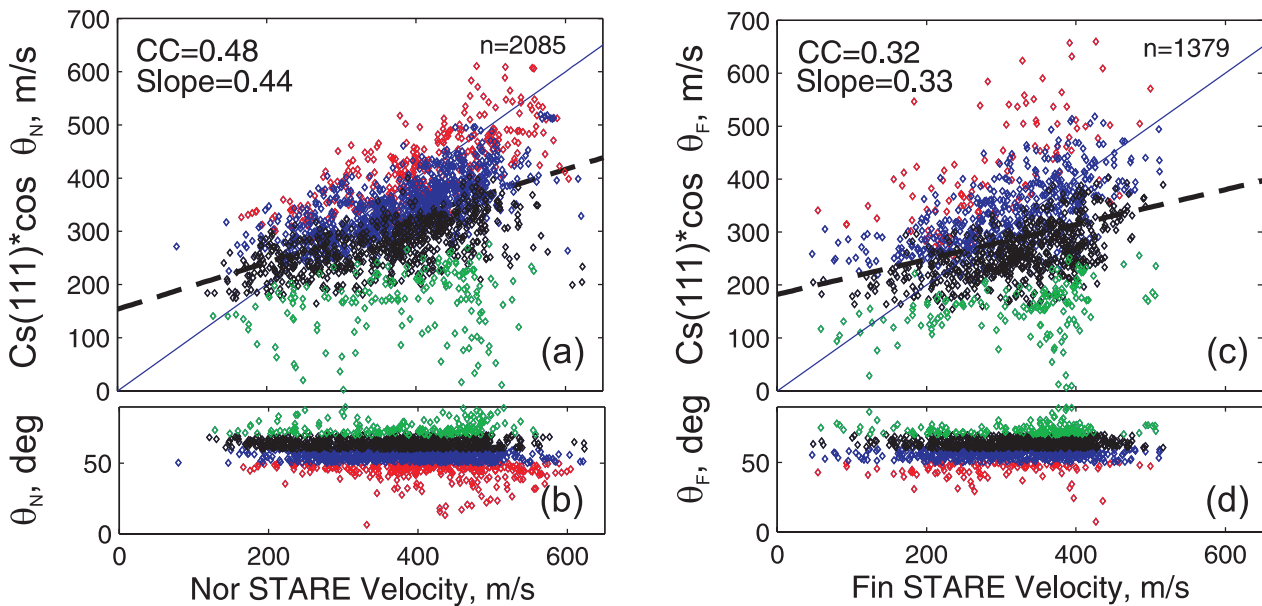 700
600
500
400
300
200
100
0
Cs(111)*cos θN, m/s
CC=0.48
Slope=0.44
n=2085
(a)
50
0
θN, deg
(b)
0 200 400 600
Nor STARE Velocity, m/s
700
600
500
400
300
200
100
0
Cs(111)*cos θF, m/s
CC=0.32
Slope=0.33
n=1379
(c)
50
0
θF, deg
(d)
0 200 400 600
Fin STARE Velocity, m/s